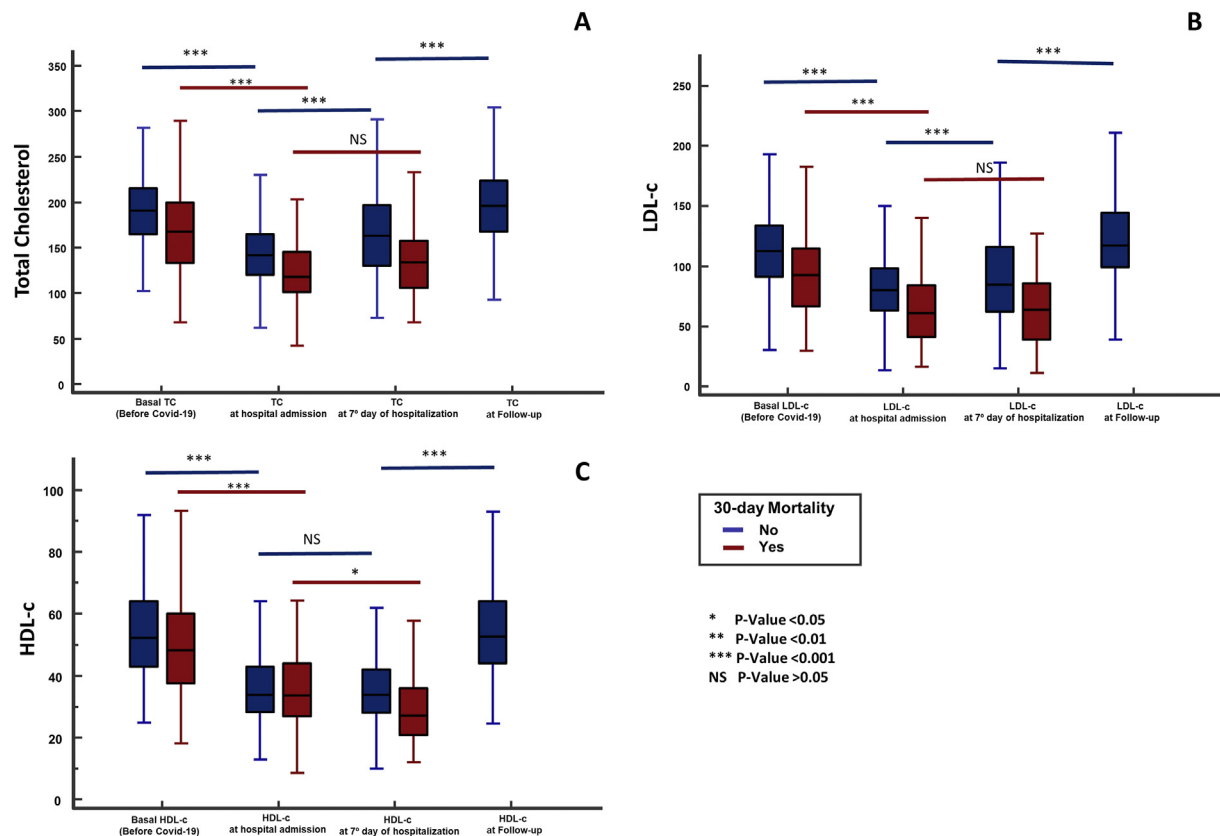 A
***
***
***
***
NS
Total Cholesterol
350
300
250
200
150
100
50
0
Basal TC
(Before Covid-19)
TC
at hospital admission
TC
at 7º day of hospitalization
TC
at Follow-up
B
***
***
***
***
NS
LDL-c
250
200
150
100
50
0
Basal LDL-c
(Before Covid-19)
LDL-c
at hospital admission
LDL-c
at 7º day of hospitalization
LDL-c
at Follow-up
C
***
***
***
NS
*
HDL-c
100
80
60
40
20
0
Basal HDL-c
(Before Covid-19)
HDL-c
at hospital admission
HDL-c
at 7º day of hospitalization
HDL-c
at Follow-up
30-day Mortality
No
Yes
* P-Value <0.05
** P-Value <0.01
*** P-Value <0.001
NS P-Value >0.05